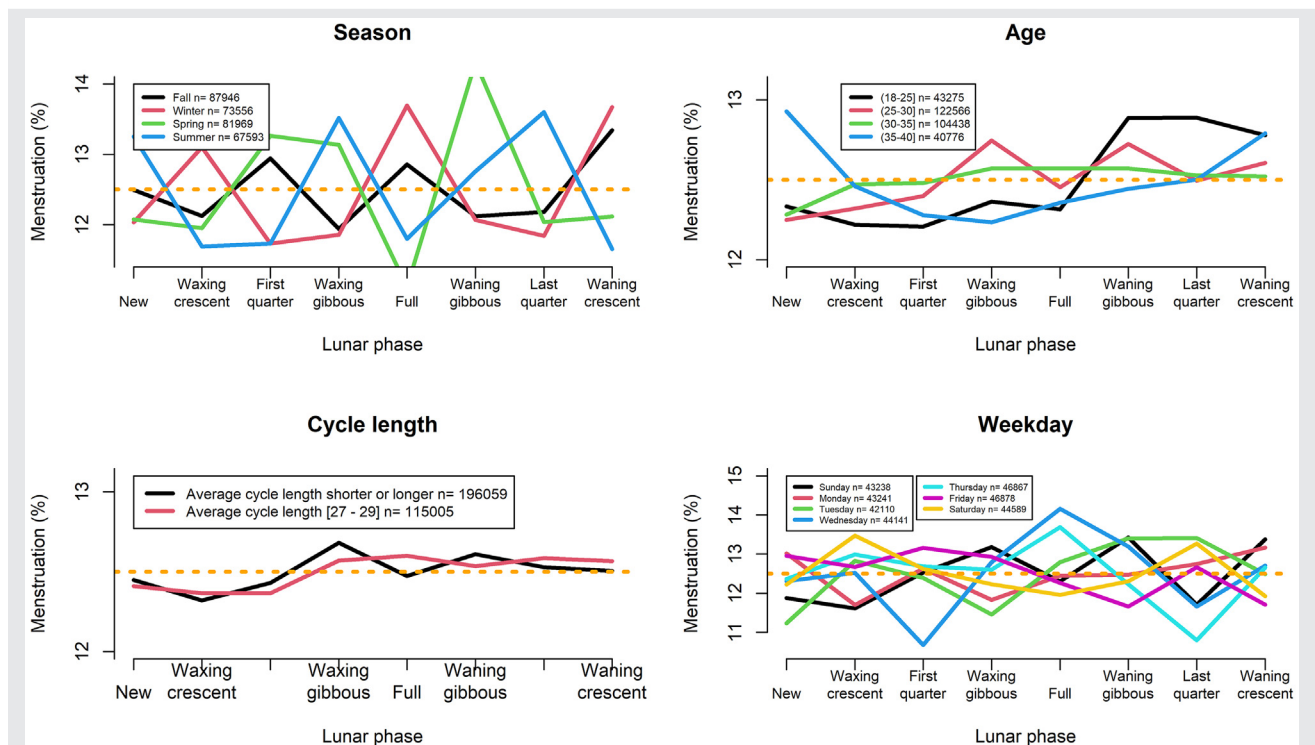 Season
Menstruation (%)
14
13
12
Fall n= 87946
Winter n= 73556
Spring n= 81969
Summer n= 67593
New
Waxing crescent
First quarter
Waxing gibbous
Full
Waning gibbous
Last quarter
Waning crescent
Lunar phase
Age
Menstruation (%)
13
12
(18-25] n= 43275
(25-30] n= 122566
(30-35] n= 104438
(35-40] n= 40776
New
Waxing crescent
First quarter
Waxing gibbous
Full
Waning gibbous
Last quarter
Waning crescent
Lunar phase
Cycle length
Menstruation (%)
13
12
Average cycle length shorter or longer n= 196059
Average cycle length [27 - 29] n= 115005
New
Waxing crescent
Waxing gibbous
Full
Waning gibbous
Waning crescent
Lunar phase
Weekday
Menstruation (%)
15
14
13
12
11
Sunday n= 43238
Monday n= 43241
Tuesday n= 42110
Wednesday n= 44141
Thursday n= 46867
Friday n= 46878
Saturday n= 44589
New
Waxing crescent
First quarter
Waxing gibbous
Full
Waning gibbous
Last quarter
Waning crescent
Lunar phase